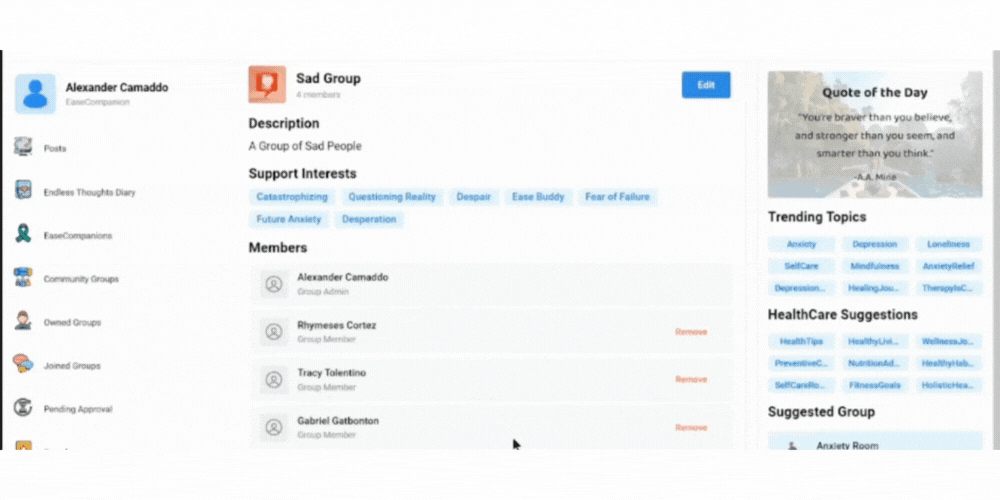 Alexander Camaddo
EaseCompanion
Posts
Endless Thoughts Diary
EaseCompanions
Community Groups
Owned Groups
Joined Groups
Pending Approval
Sad Group
4 members
Edit
Description
A Group of Sad People
Support Interests
Catastrophizing Questioning Reality Despair Ease Buddy Fear of Failure
Future Anxiety Desperation
Members
Alexander Camaddo
Group Admin
Rhymeses Cortez
Group Member
Remove
Tracy Tolentino
Group Member
Remove
Gabriel Gatbonton
Group Member
Remove
Quote of the Day
"You're braver than you believe,
and stronger than you seem, and
smarter than you think."
-A.A. Milne
Trending Topics
Anxiety Depression Loneliness
SelfCare Mindfulness AnxietyRelief
Depression... HealingJou... TherapyIsC...
HealthCare Suggestions
HealthTips HealthyLivi... WellnessJo...
PreventiveC... NutritionAd... HealthyHab...
SelfCareRo... FitnessGoals HolisticHea...
Suggested Group
Anxiety Room